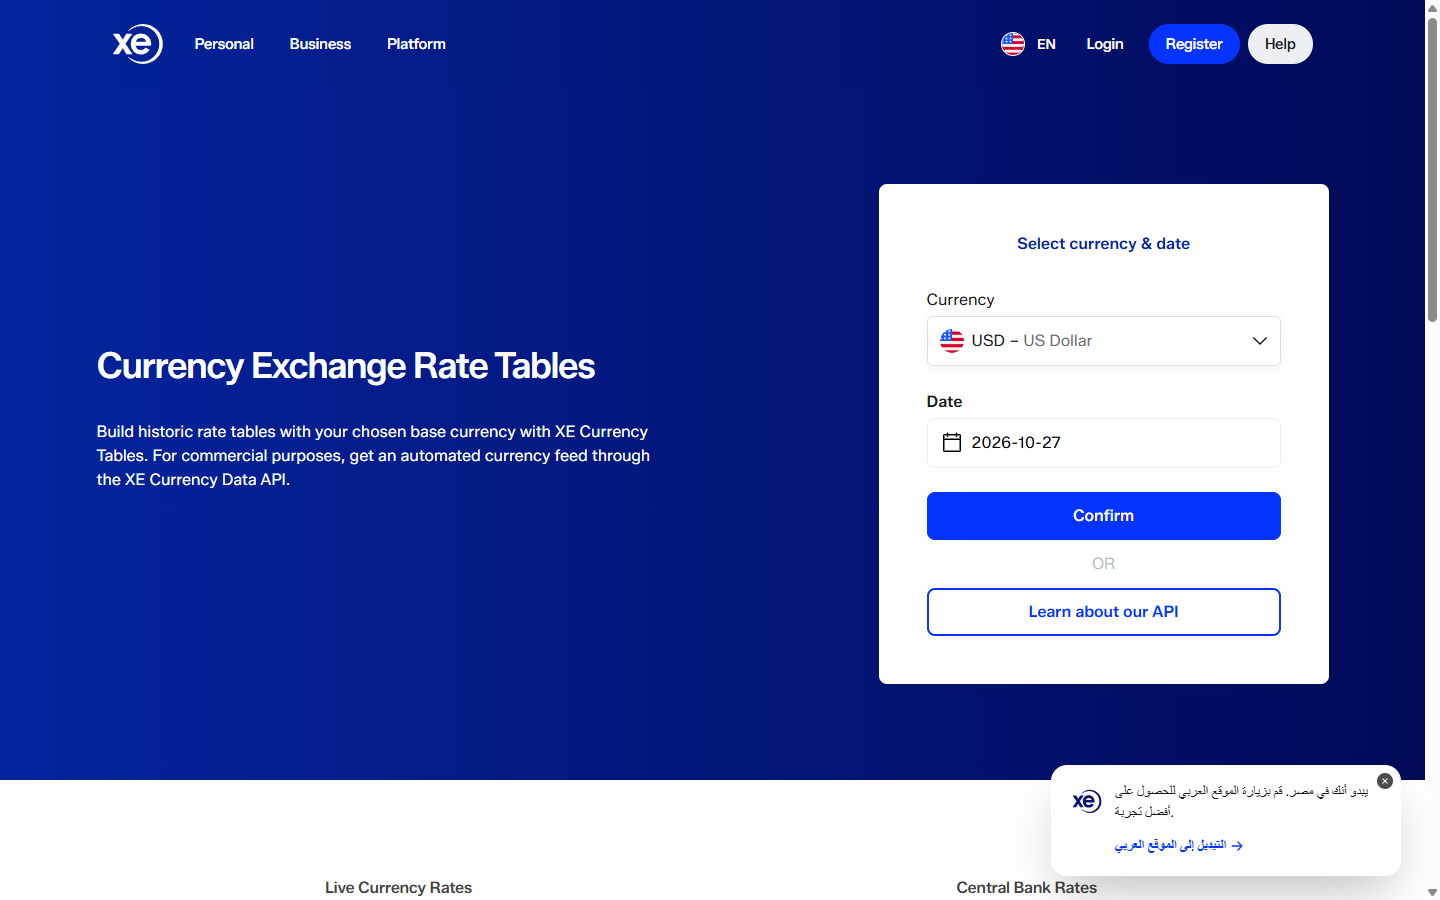 xe
Personal
Business
Platform
EN
Login
Register
Help
Currency Exchange Rate Tables
Build historic rate tables with your chosen base currency with XE Currency
Tables. For commercial purposes, get an automated currency feed through
the XE Currency Data API.
Select currency & date
Currency
USD – US Dollar
Date
2026-10-27
Confirm
OR
Learn about our API
xe
يبدو أنك في مصر. قم بزيارة الموقع العربي للحصول على
أفضل تجربة.
التبديل إلى الموقع العربي →
Live Currency Rates
Central Bank Rates